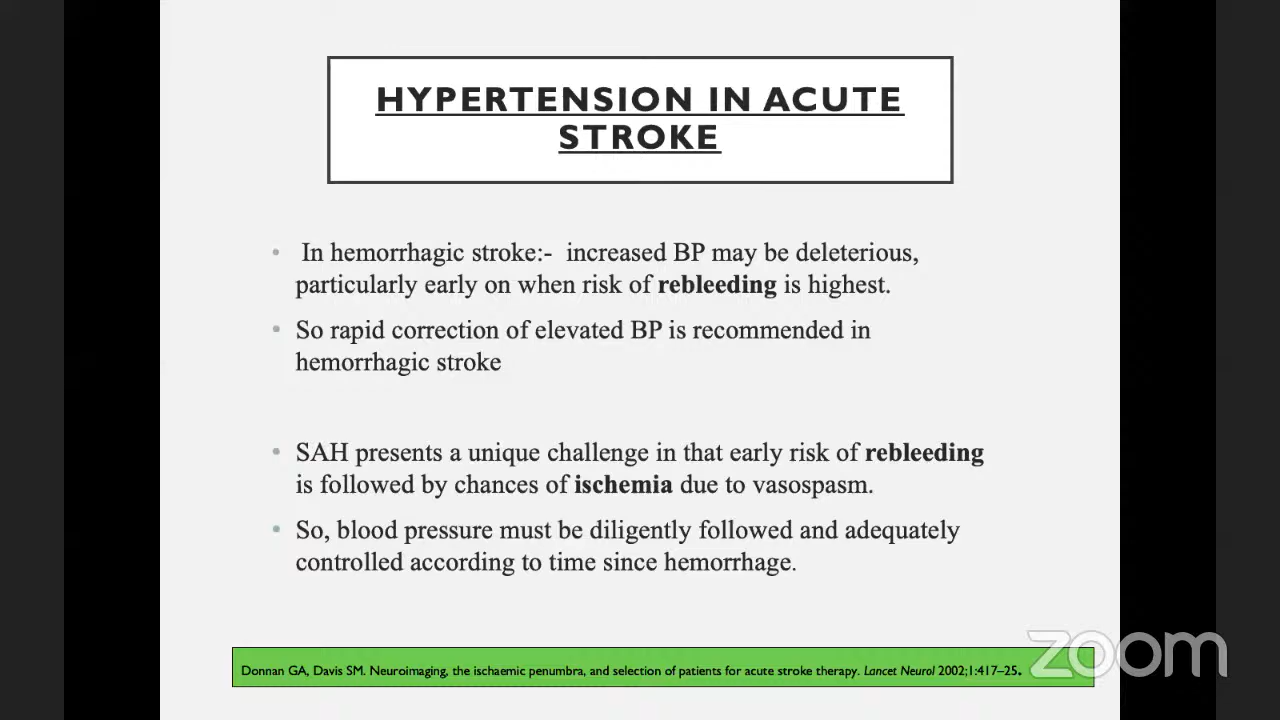 HYPERTENSION IN ACUTE
STROKE
• In hemorrhagic stroke:- increased BP may be deleterious,
particularly early on when risk of rebleeding is highest.
• So rapid correction of elevated BP is recommended in
hemorrhagic stroke
• SAH presents a unique challenge in that early risk of rebleeding
is followed by chances of ischemia due to vasospasm.
• So, blood pressure must be diligently followed and adequately
controlled according to time since hemorrhage.
Donnan GA, Davis SM. Neuroimaging, the ischaemic penumbra, and selection of patients for acute stroke therapy. Lancet Neurol 2002;1:417–25.
zoom